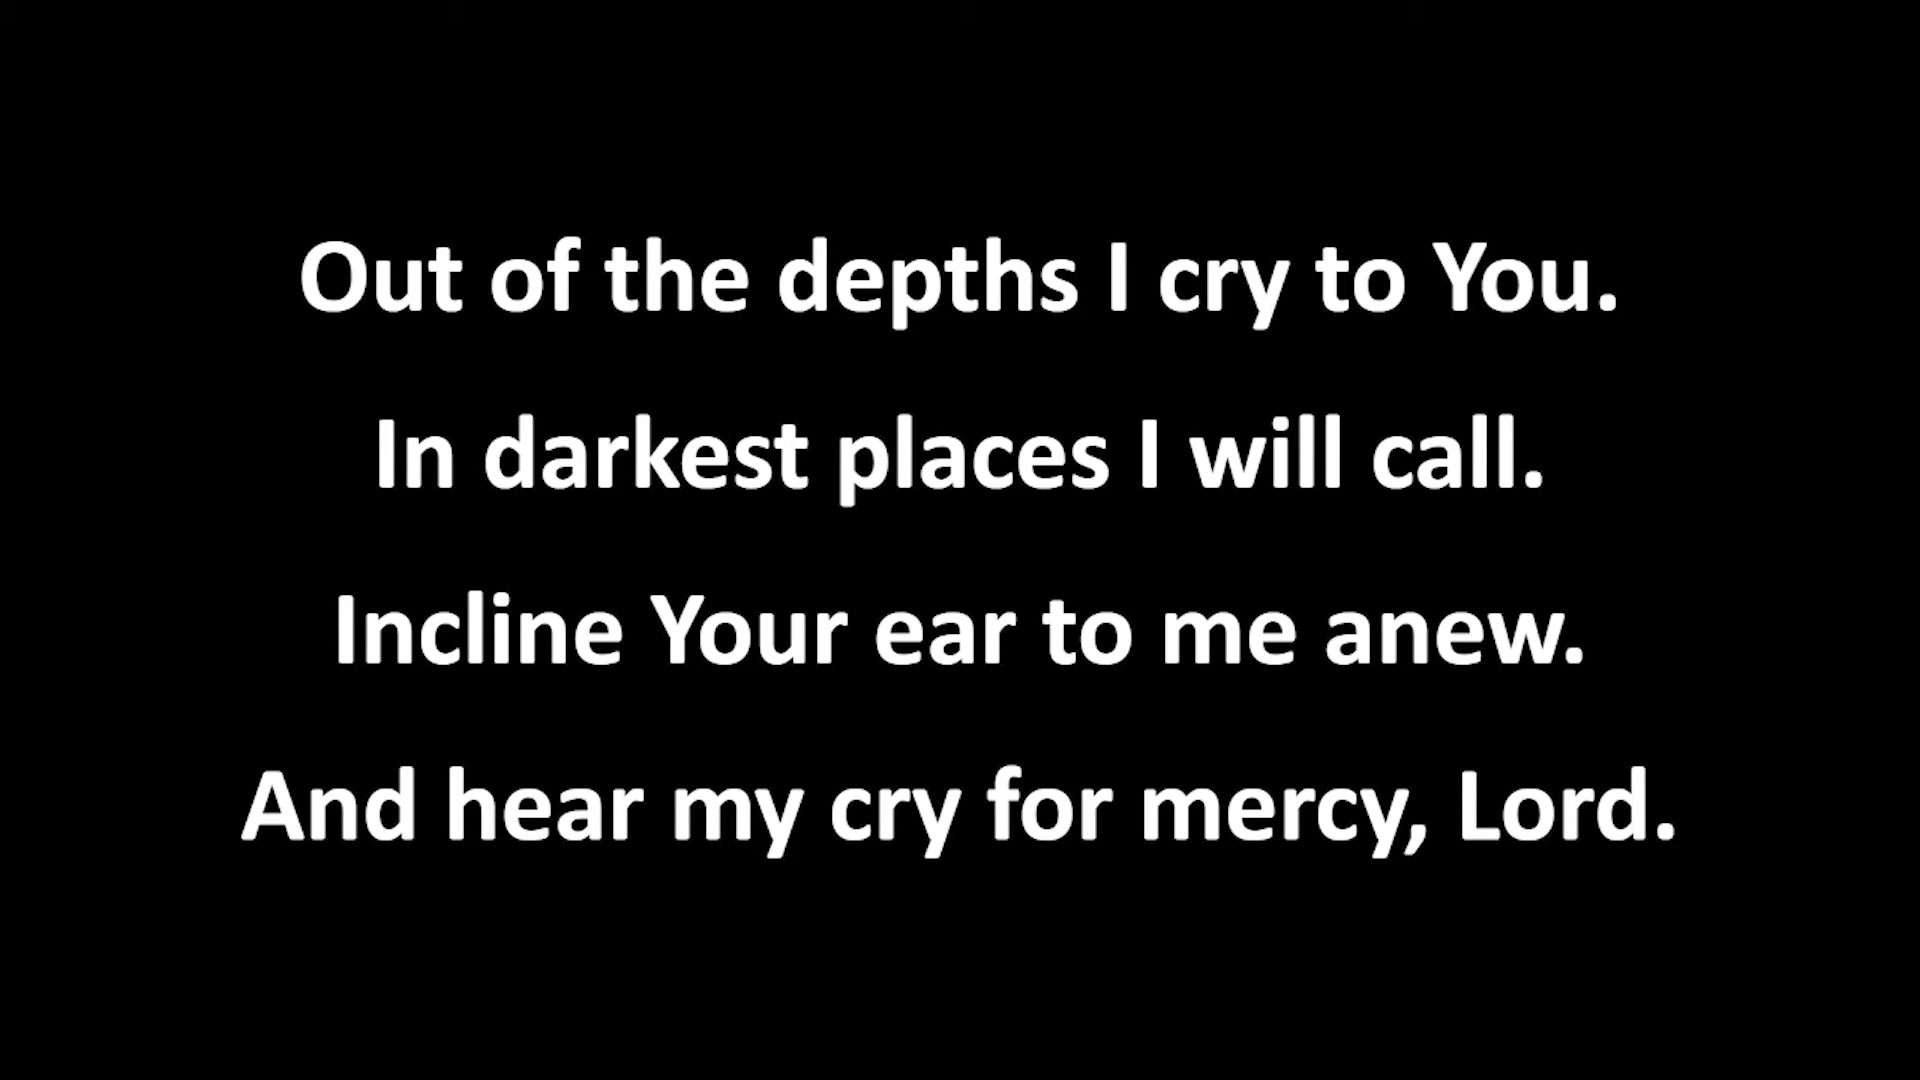 Out of the depths I cry to You.
In darkest places I will call.
Incline Your ear to me anew.
And hear my cry for mercy, Lord.